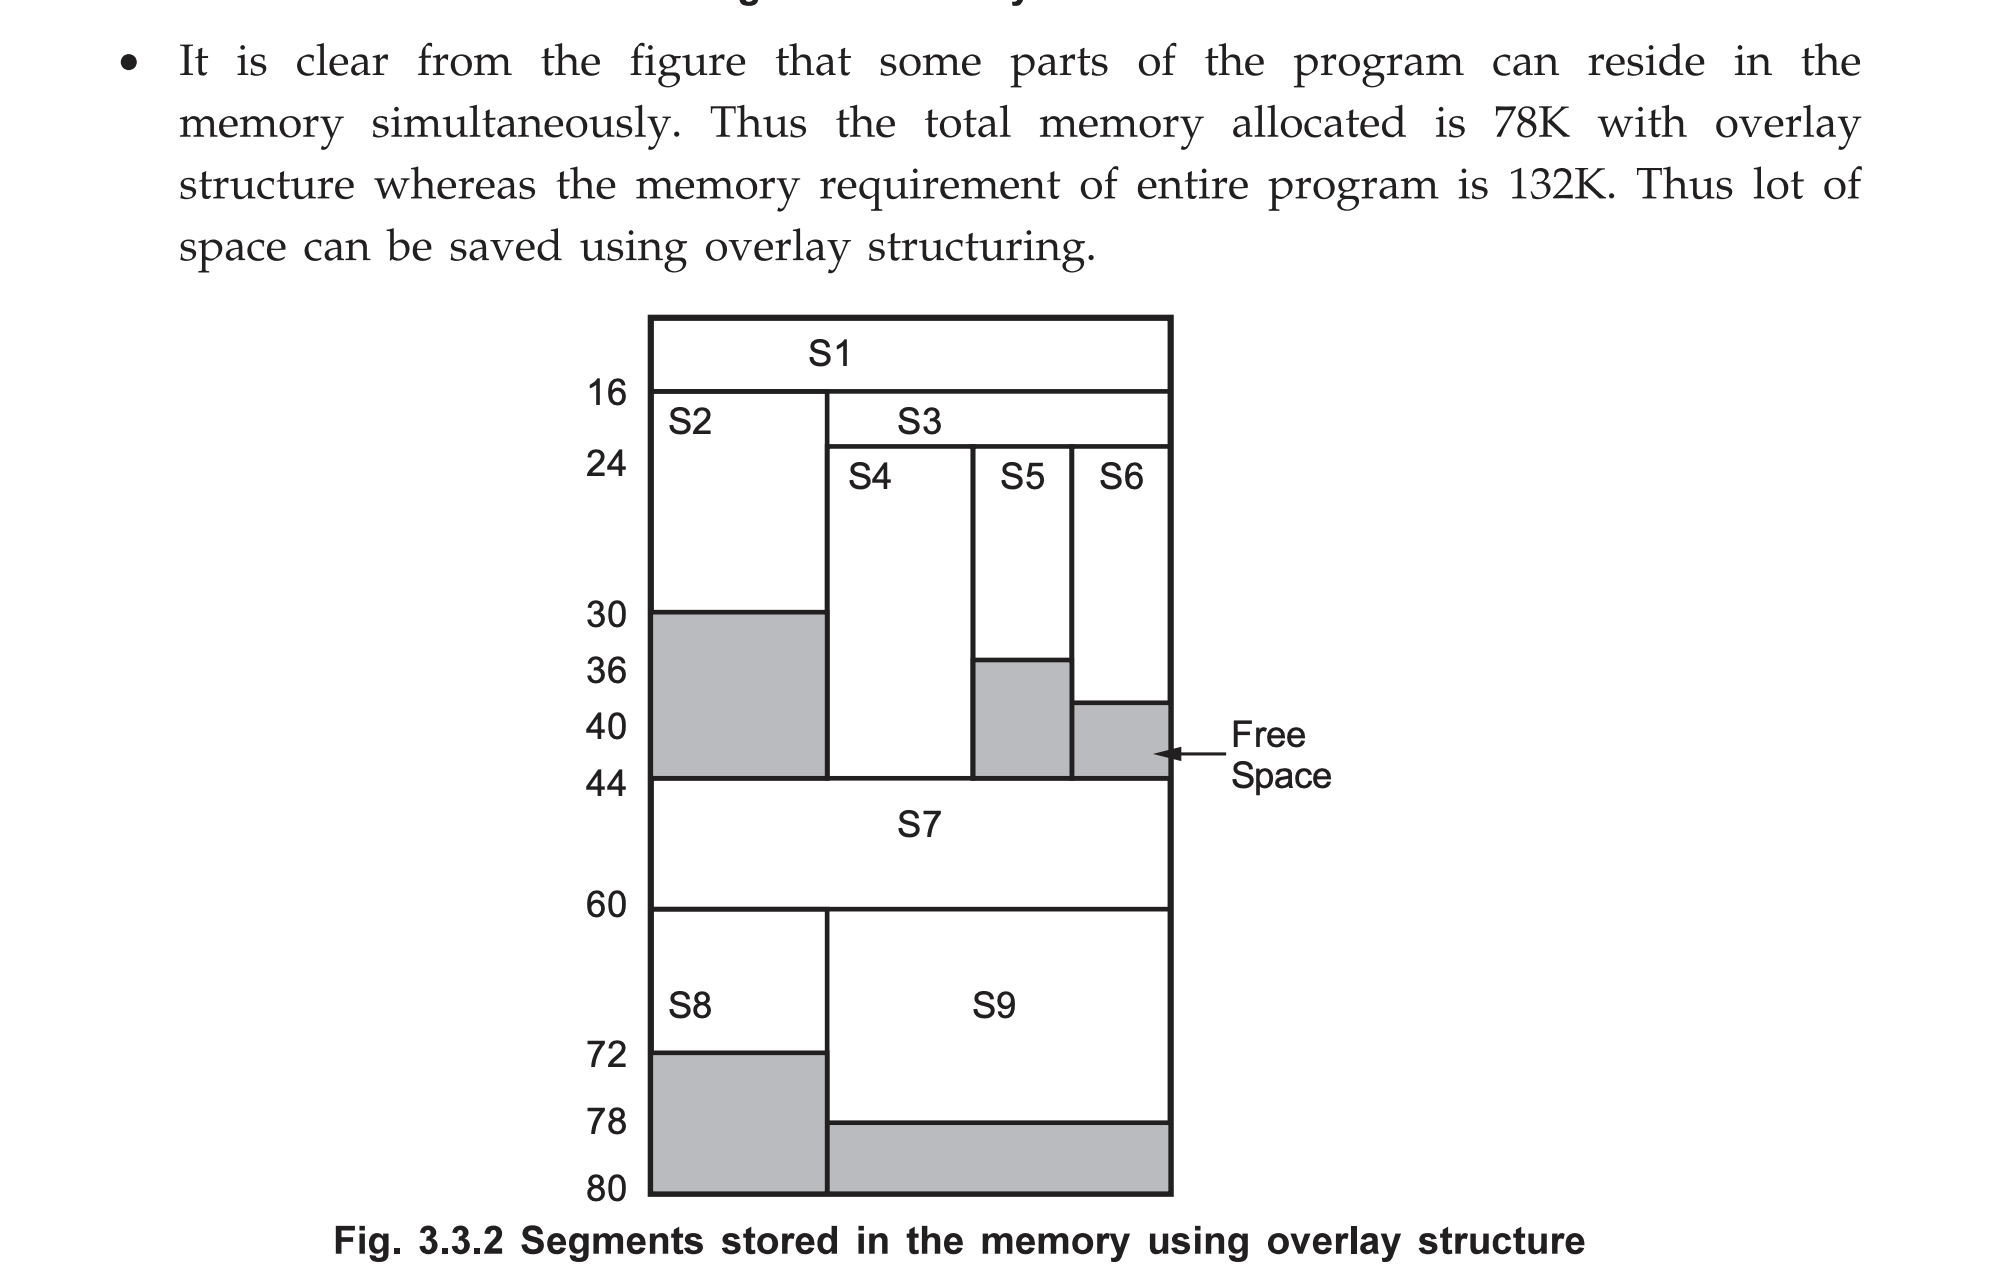 • It is clear from the figure that some parts of the program can reside in the
memory simultaneously. Thus the total memory allocated is 78K with overlay
structure whereas the memory requirement of entire program is 132K. Thus lot of
space can be saved using overlay structuring.
S1
16
S2 S3
24
S4 S5 S6
30
36
40
Free
Space
44
S7
60
S8 S9
72
78
80
Fig. 3.3.2 Segments stored in the memory using overlay structure